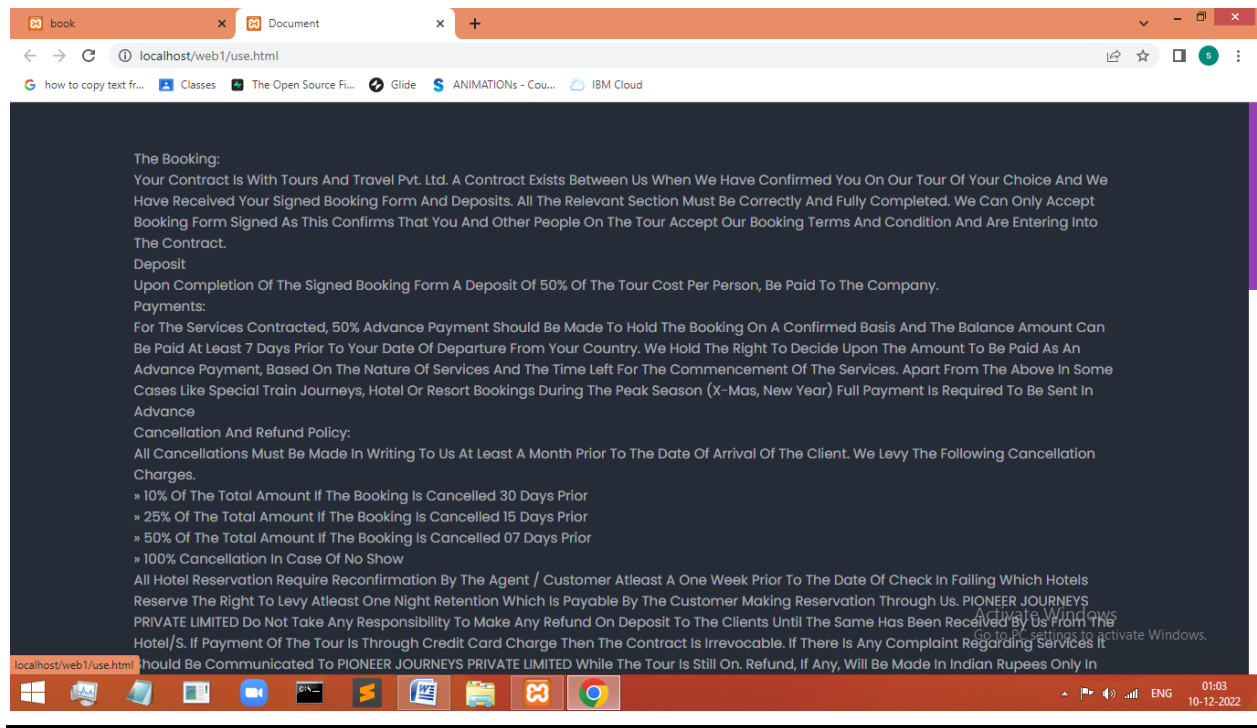 book
Document
localhost/web1/use.html
how to copy text fr... Classes The Open Source Fi... Glide ANIMATIONs - Cou... IBM Cloud
The Booking:
Your Contract Is With Tours And Travel Pvt. Ltd. A Contract Exists Between Us When We Have Confirmed You On Our Tour Of Your Choice And We
Have Received Your Signed Booking Form And Deposits. All The Relevant Section Must Be Correctly And Fully Completed. We Can Only Accept
Booking Form Signed As This Confirms That You And Other People On The Tour Accept Our Booking Terms And Condition And Are Entering Into
The Contract.
Deposit
Upon Completion Of The Signed Booking Form A Deposit Of 50% Of The Tour Cost Per Person, Be Paid To The Company.
Payments:
For The Services Contracted, 50% Advance Payment Should Be Made To Hold The Booking On A Confirmed Basis And The Balance Amount Can
Be Paid At Least 7 Days Prior To Your Date Of Departure From Your Country. We Hold The Right To Decide Upon The Amount To Be Paid As An
Advance Payment, Based On The Nature Of Services And The Time Left For The Commencement Of The Services. Apart From The Above In Some
Cases Like Special Train Journeys, Hotel Or Resort Bookings During The Peak Season (X-Mas, New Year) Full Payment Is Required To Be Sent In
Advance
Cancellation And Refund Policy:
All Cancellations Must Be Made In Writing To Us At Least A Month Prior To The Date Of Arrival Of The Client. We Levy The Following Cancellation
Charges.
» 10% Of The Total Amount If The Booking Is Cancelled 30 Days Prior
» 25% Of The Total Amount If The Booking Is Cancelled 15 Days Prior
» 50% Of The Total Amount If The Booking Is Cancelled 07 Days Prior
» 100% Cancellation In Case Of No Show
All Hotel Reservation Require Reconfirmation By The Agent / Customer Atleast A One Week Prior To The Date Of Check In Failing Which Hotels
Reserve The Right To Levy Atleast One Night Retention Which Is Payable By The Customer Making Reservation Through Us. PIONEER JOURNEYS
PRIVATE LIMITED Do Not Take Any Responsibility To Make Any Refund On Deposit To The Clients Until The Same Has Been Received By Us From The
Hotel/S. If Payment Of The Tour Is Through Credit Card Charge Then The Contract Is Irrevocable. If There Is Any Complaint Regarding Services It
Should Be Communicated To PIONEER JOURNEYS PRIVATE LIMITED While The Tour Is Still On. Refund, If Any, Will Be Made In Indian Rupees Only In
Activate Windows
Go to PC settings to activate Windows.
localhost/web1/use.html
ENG
01:03
10-12-2022